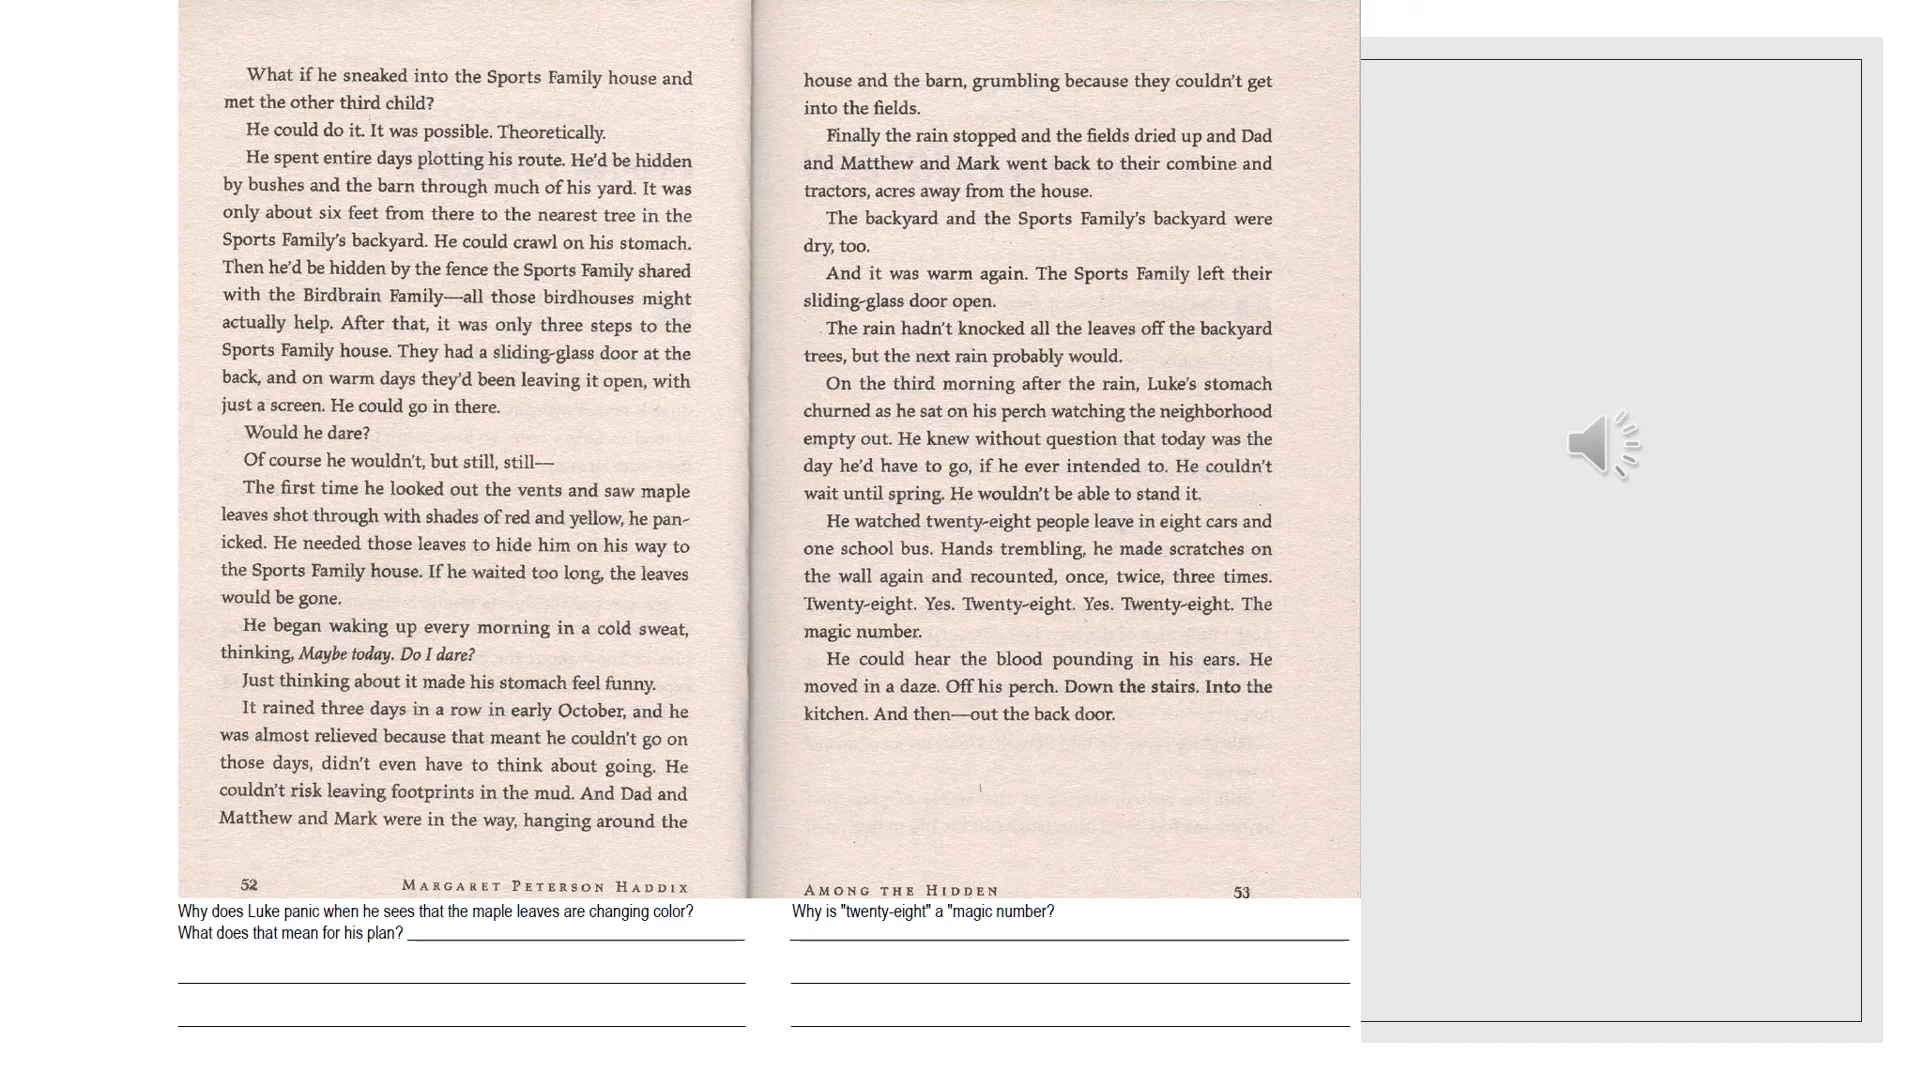 What if he sneaked into the Sports Family house and
met the other third child?
He could do it. It was possible. Theoretically.
He spent entire days plotting his route. He'd be hidden
by bushes and the barn through much of his yard. It was
only about six feet from there to the nearest tree in the
Sports Family's backyard. He could crawl on his stomach.
Then he'd be hidden by the fence the Sports Family shared
with the Birdbrain Family—all those birdhouses might
actually help. After that, it was only three steps to the
Sports Family house. They had a sliding-glass door at the
back, and on warm days they'd been leaving it open, with
just a screen. He could go in there.
Would he dare?
Of course he wouldn't, but still, still—
The first time he looked out the vents and saw maple
leaves shot through with shades of red and yellow, he pan-
icked. He needed those leaves to hide him on his way to
the Sports Family house. If he waited too long, the leaves
would be gone.
He began waking up every morning in a cold sweat,
thinking, Maybe today. Do I dare?
Just thinking about it made his stomach feel funny.
It rained three days in a row in early October, and he
was almost relieved because that meant he couldn't go on
those days, didn't even have to think about going. He
couldn't risk leaving footprints in the mud. And Dad and
Matthew and Mark were in the way, hanging around the
52 MARGARET PETERSON HADDIX
house and the barn, grumbling because they couldn't get
into the fields.
Finally the rain stopped and the fields dried up and Dad
and Matthew and Mark went back to their combine and
tractors, acres away from the house.
The backyard and the Sports Family's backyard were
dry, too.
And it was warm again. The Sports Family left their
sliding-glass door open.
The rain hadn't knocked all the leaves off the backyard
trees, but the next rain probably would.
On the third morning after the rain, Luke's stomach
churned as he sat on his perch watching the neighborhood
empty out. He knew without question that today was the
day he'd have to go, if he ever intended to. He couldn't
wait until spring. He wouldn't be able to stand it.
He watched twenty-eight people leave in eight cars and
one school bus. Hands trembling, he made scratches on
the wall again and recounted, once, twice, three times.
Twenty-eight. Yes. Twenty-eight. Yes. Twenty-eight. The
magic number.
He could hear the blood pounding in his ears. He
moved in a daze. Off his perch. Down the stairs. Into the
kitchen. And then—out the back door.
AMONG THE HIDDEN 53
Why does Luke panic when he sees that the maple leaves are changing color?
What does that mean for his plan?
Why is "twenty-eight" a "magic number?